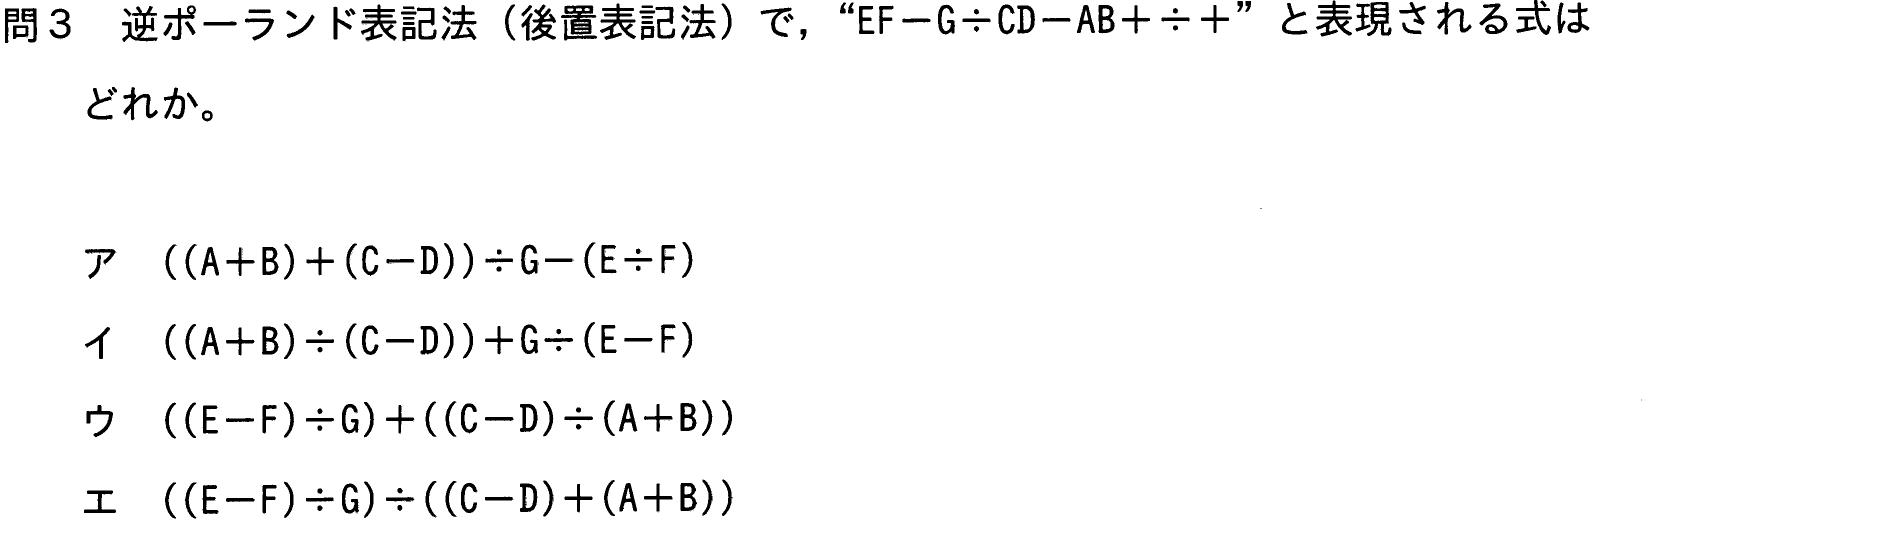 問3 逆ポーランド表記法（後置表記法）で，“EF－G÷CD－AB＋÷＋”と表現される式は
どれか。
ア ((A＋B)＋(C－D))÷G－(E÷F)
イ ((A＋B)÷(C－D))＋G÷(E－F)
ウ ((E－F)÷G)＋((C－D)÷(A＋B))
エ ((E－F)÷G)÷((C－D)＋(A＋B))